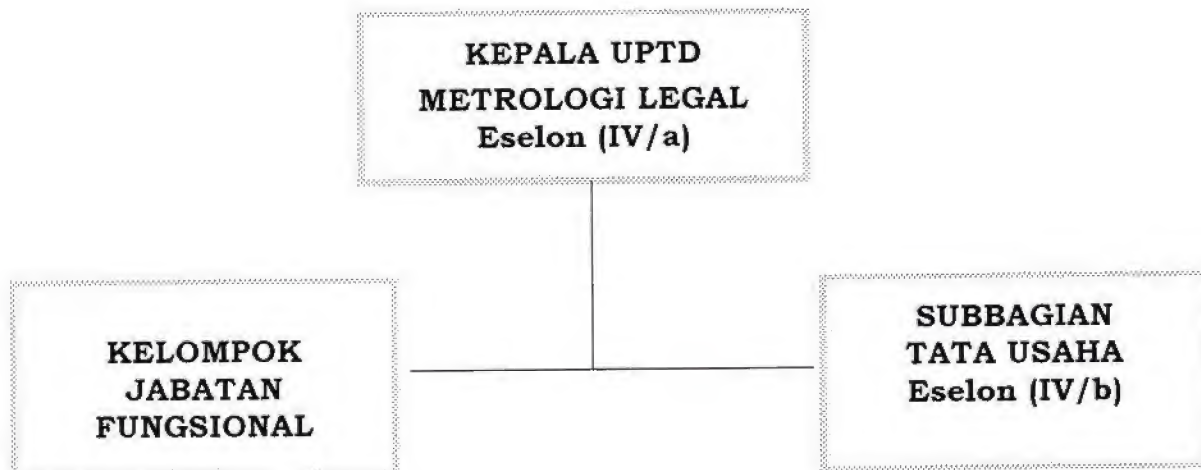 KEPALA UPTD
METROLOGI LEGAL
Eselon (IV/a)
KELOMPOK
JABATAN
FUNGSIONAL
SUBBAGIAN
TATA USAHA
Eselon (IV/b)